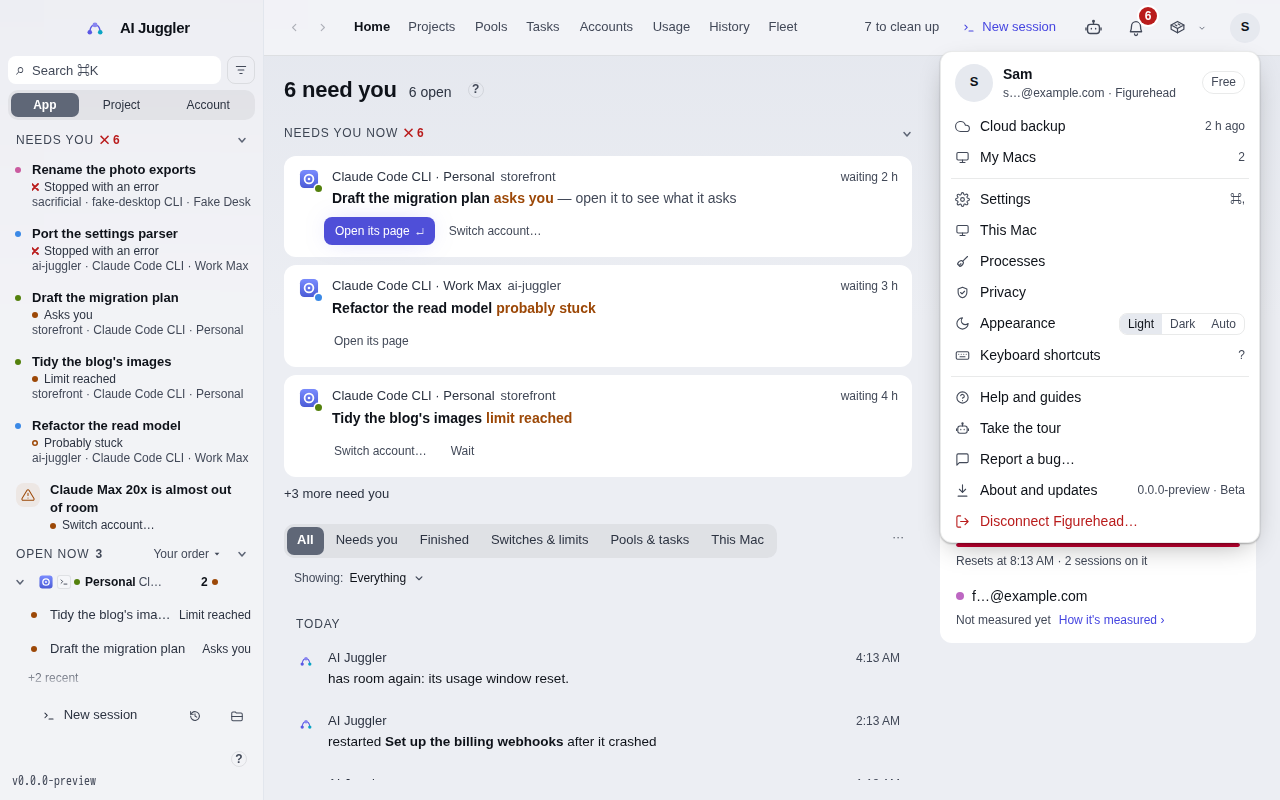 AI Juggler
Search ⌘K
App Project Account
NEEDS YOU 6
Rename the photo exports
Stopped with an error
sacrificial · fake-desktop CLI · Fake Desk
Port the settings parser
Stopped with an error
ai-juggler · Claude Code CLI · Work Max
Draft the migration plan
Asks you
storefront · Claude Code CLI · Personal
Tidy the blog's images
Limit reached
storefront · Claude Code CLI · Personal
Refactor the read model
Probably stuck
ai-juggler · Claude Code CLI · Work Max
Claude Max 20x is almost out
of room
Switch account…
OPEN NOW 3 Your order
Personal Cl… 2
Tidy the blog's ima… Limit reached
Draft the migration plan Asks you
+2 recent
New session
?
v0.0.0-preview
Home Projects Pools Tasks Accounts Usage History Fleet 7 to clean up New session 6 S
6 need you 6 open ?
NEEDS YOU NOW 6
Claude Code CLI · Personal storefront waiting 2 h
Draft the migration plan asks you — open it to see what it asks
Open its page Switch account…
Claude Code CLI · Work Max ai-juggler waiting 3 h
Refactor the read model probably stuck
Open its page
Claude Code CLI · Personal storefront waiting 4 h
Tidy the blog's images limit reached
Switch account… Wait
+3 more need you
All Needs you Finished Switches & limits Pools & tasks This Mac …
Showing: Everything
TODAY
AI Juggler 4:13 AM
has room again: its usage window reset.
AI Juggler 2:13 AM
restarted Set up the billing webhooks after it crashed
S Sam Free
s…@example.com · Figurehead
Cloud backup 2 h ago
My Macs 2
Settings ⌘,
This Mac
Processes
Privacy
Appearance Light Dark Auto
Keyboard shortcuts ?
Help and guides
Take the tour
Report a bug…
About and updates 0.0.0-preview · Beta
Disconnect Figurehead…
Resets at 8:13 AM · 2 sessions on it
f…@example.com
Not measured yet How it's measured ›